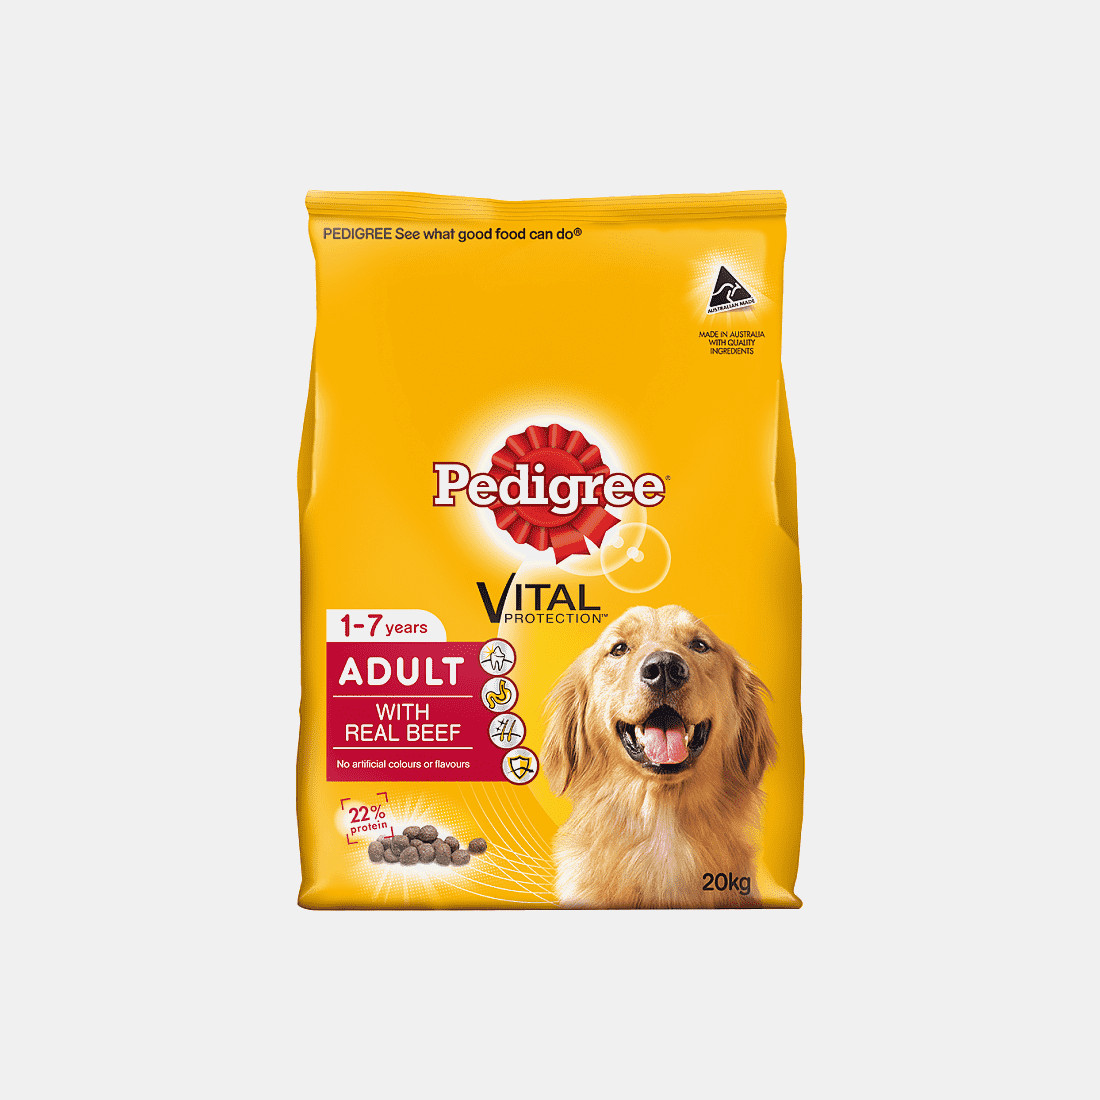 PEDIGREE See what good food can do®
AUSTRALIAN MADE
MADE IN AUSTRALIA
WITH QUALITY
INGREDIENTS
Pedigree®
VITAL
PROTECTION™
1-7 years
ADULT
WITH
REAL BEEF
No artificial colours or flavours
22%
protein
20kg